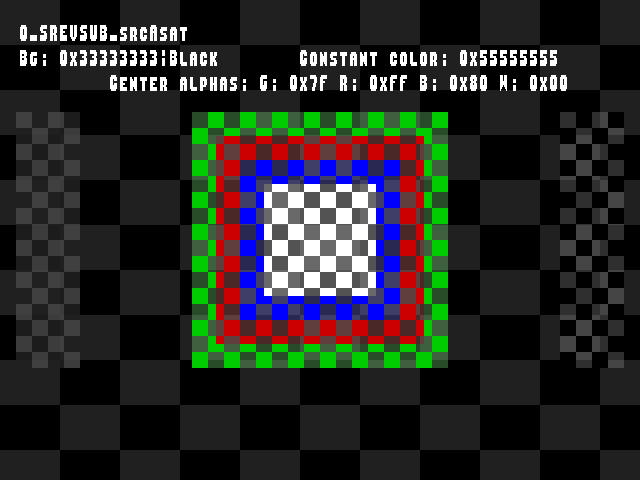 0_SREVSUB_srcAsat
Bg: 0x33333333;Black Constant color: 0x55555555
Center alphas: G: 0x7f R: 0xff B: 0x80 W: 0x00